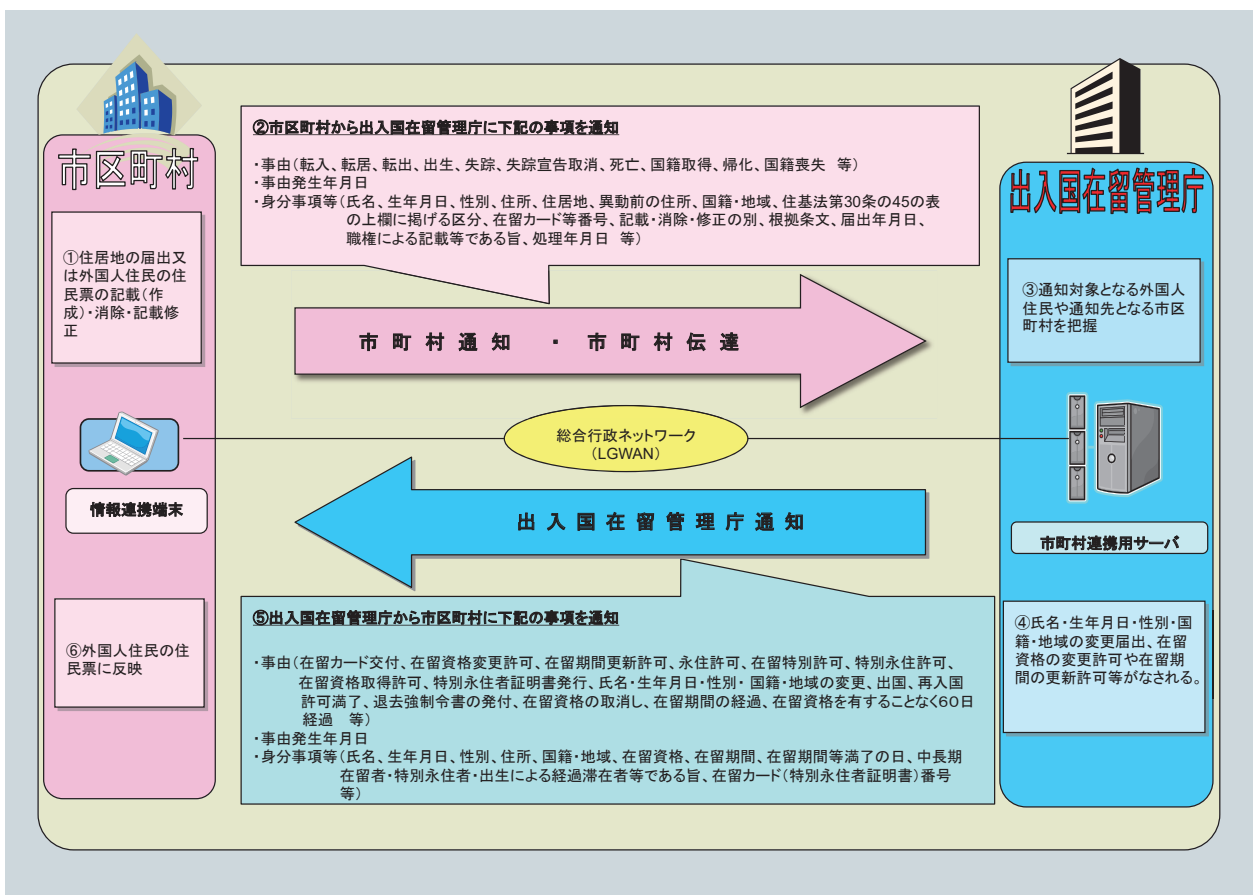 市区町村
①住居地の届出又
は外国人住民の住
民票の記載（作
成）・消除・記載修
正
②市区町村から出入国在留管理庁に下記の事項を通知
・事由（転入、転居、転出、出生、失踪、失踪宣告取消、死亡、国籍取得、帰化、国籍喪失　等）
・事由発生年月日
・身分事項等（氏名、生年月日、性別、住所、住居地、異動前の住所、国籍・地域、住基法第30条の45の表
の上欄に掲げる区分、在留カード等番号、記載・消除・修正の別、根拠条文、届出年月日、
職権による記載等である旨、処理年月日　等）
市町村通知　・　市町村伝達
出入国在留管理庁
③通知対象となる外国人
住民や通知先となる市区
町村を把握
総合行政ネットワーク
（LGWAN）
情報連携端末
市町村連携用サーバ
④氏名・生年月日・性別・国
籍・地域の変更届出、在留
資格の変更許可や在留期
間の更新許可等がなされる。
出入国在留管理庁通知
⑤出入国在留管理庁から市区町村に下記の事項を通知
・事由（在留カード交付、在留資格変更許可、在留期間更新許可、永住許可、在留特別許可、特別永住許可、
在留資格取得許可、特別永住者証明書発行、氏名・生年月日・性別・ 国籍・地域の変更、出国、再入国
許可満了、退去強制令書の発付、在留資格の取消し、在留期間の経過、在留資格を有することなく60日
経過　等）
・事由発生年月日
・身分事項等（氏名、生年月日、性別、住所、国籍・地域、在留資格、在留期間、在留期間等満了の日、中長期
在留者・特別永住者・出生による経過滞在者等である旨、在留カード（特別永住者証明書）番号
等）
⑥外国人住民の住
民票に反映